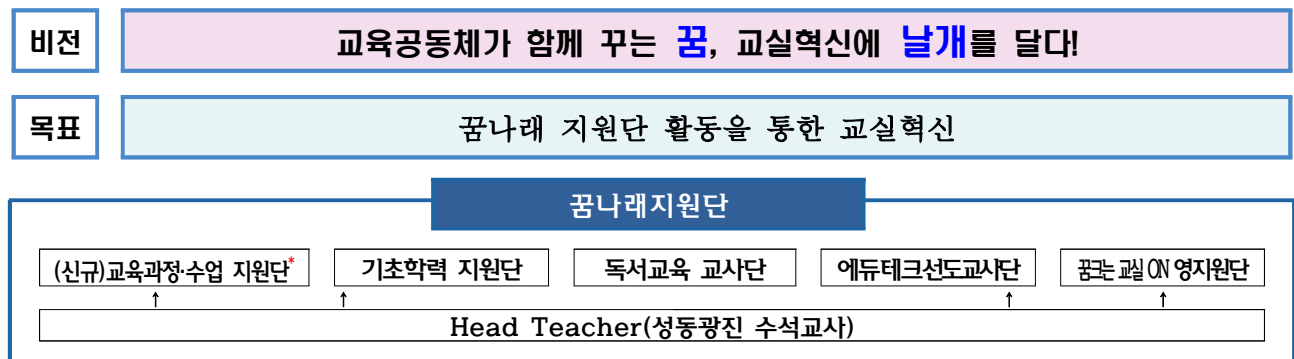 비전
교육공동체가 함께 꾸는 꿈, 교실혁신에 날개를 달다!
목표
꿈나래 지원단 활동을 통한 교실혁신
꿈나래지원단
(신규)교육과정·수업 지원단*
기초학력 지원단
독서교육 교사단
에듀테크선도교사단
꿈크는 교실 ON 영지원단
↑ ↑ ↑ ↑
Head Teacher(성동광진 수석교사)